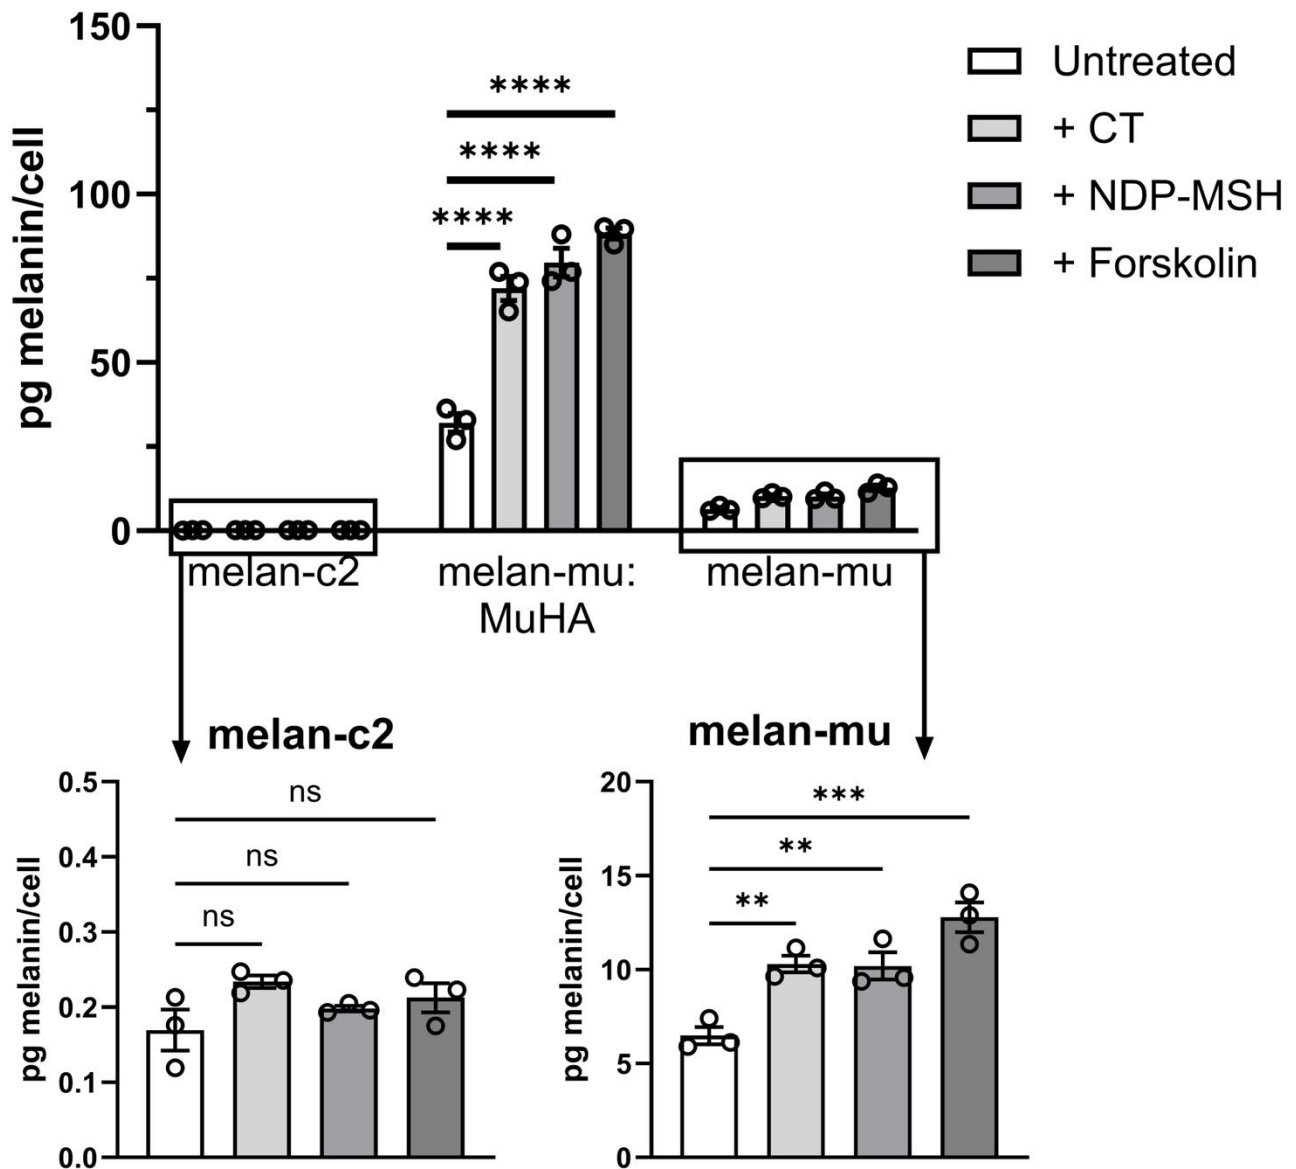 150
100
50
0
pg melanin/cell
****
****
****
Untreated
+ CT
+ NDP-MSH
+ Forskolin
melan-c2
melan-mu:
MuHA
melan-mu
melan-c2
0.5
0.4
0.3
0.2
0.1
0.0
pg melanin/cell
ns
ns
ns
melan-mu
20
15
10
5
0
pg melanin/cell
***
**
**